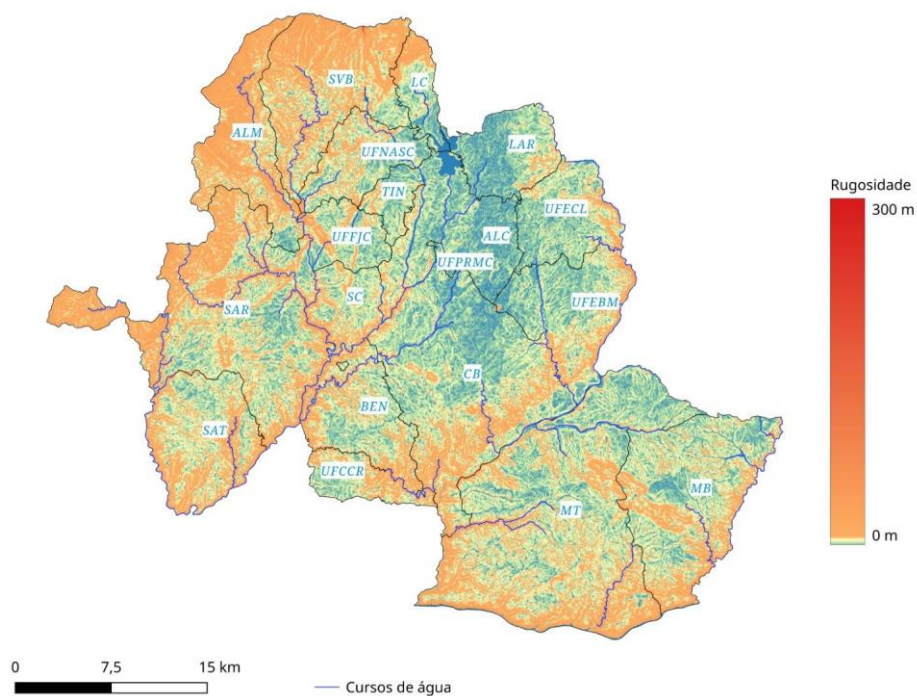 SVB
LC
ALM
LAR
UFNASC
TIN
UFECL
UFFJC
ALC
UFPRMC
SC
SAR
UFEBM
CB
BEN
SAT
UFCCR
MB
MT
Rugosidade
300 m
0 m
0 7,5 15 km
Cursos de água